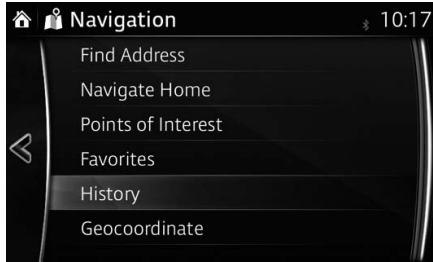 Navigation
10:17
Find Address
Navigate Home
Points of Interest
Favorites
History
Geocoordinate